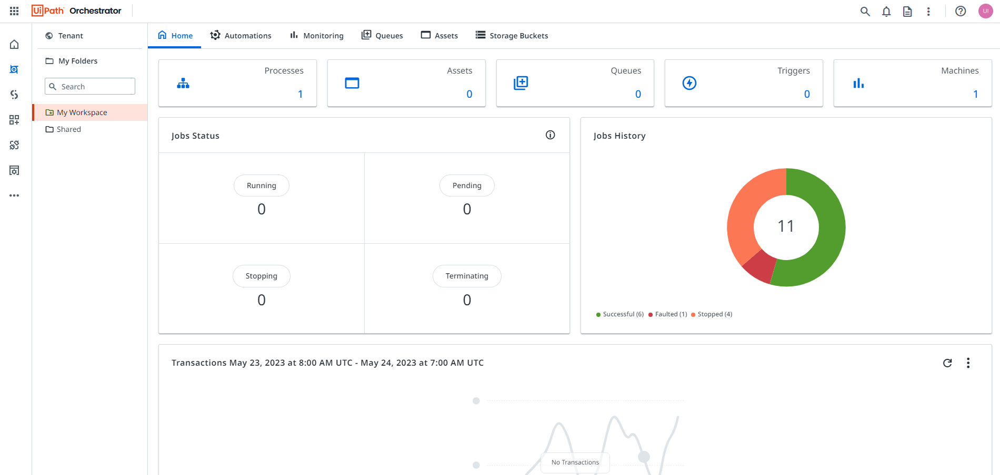 UiPath Orchestrator
UI
Tenant
My Folders
Search
My Workspace
Shared
Home
Automations
Monitoring
Queues
Assets
Storage Buckets
Processes
1
Assets
0
Queues
0
Triggers
0
Machines
1
Jobs Status
Running
0
Pending
0
Stopping
0
Terminating
0
Jobs History
11
Successful (6) Faulted (1) Stopped (4)
Transactions May 23, 2023 at 8:00 AM UTC - May 24, 2023 at 7:00 AM UTC
No Transactions